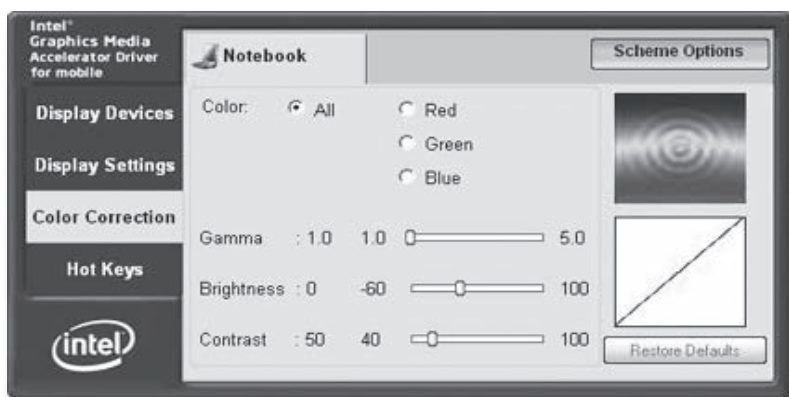 Intel®
Graphics Media
Accelerator Driver
for mobile
Notebook
Scheme Options
Display Devices
Display Settings
Color Correction
Hot Keys
intel
Color: All Red
Green
Blue
Gamma : 1.0 1.0 5.0
Brightness : 0 -60 100
Contrast : 50 40 100
Restore Defaults